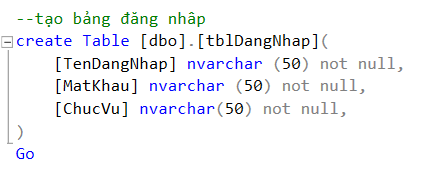 --tạo bảng đăng nhâp
create Table [dbo].[tblDangNhap](
[TenDangNhap] nvarchar (50) not null,
[MatKhau] nvarchar (50) not null,
[ChucVu] nvarchar(50) not null,
)
Go